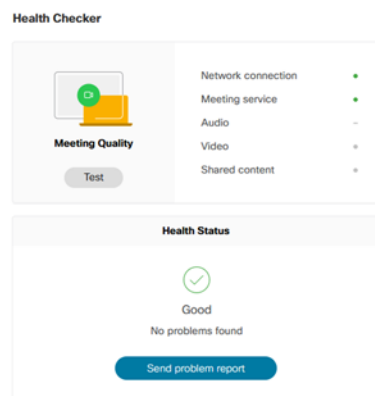 Health Checker
Network connection
Meeting service
Audio
Video
Shared content
Meeting Quality
Test
Health Status
Good
No problems found
Send problem report